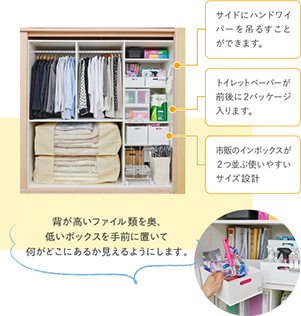 サイドにハンドワイ
パーを吊るすこと
ができます。
トイレットペーパーが
前後に2パッケージ
入ります。
市販のインボックスが
2つ並ぶ使いやすい
サイズ設計
背が高いファイル類を奥、
低いボックスを手前に置いて
何がどこにあるか見えるようにします。